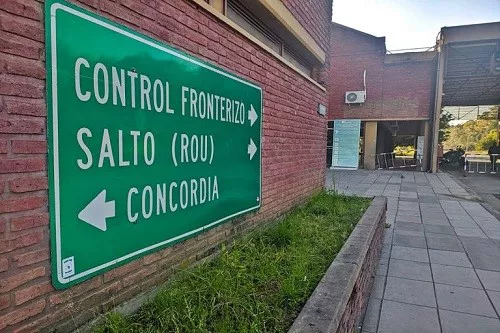 CONTROL FRONTERIZO
SALTO (ROU)
CONCORDIA